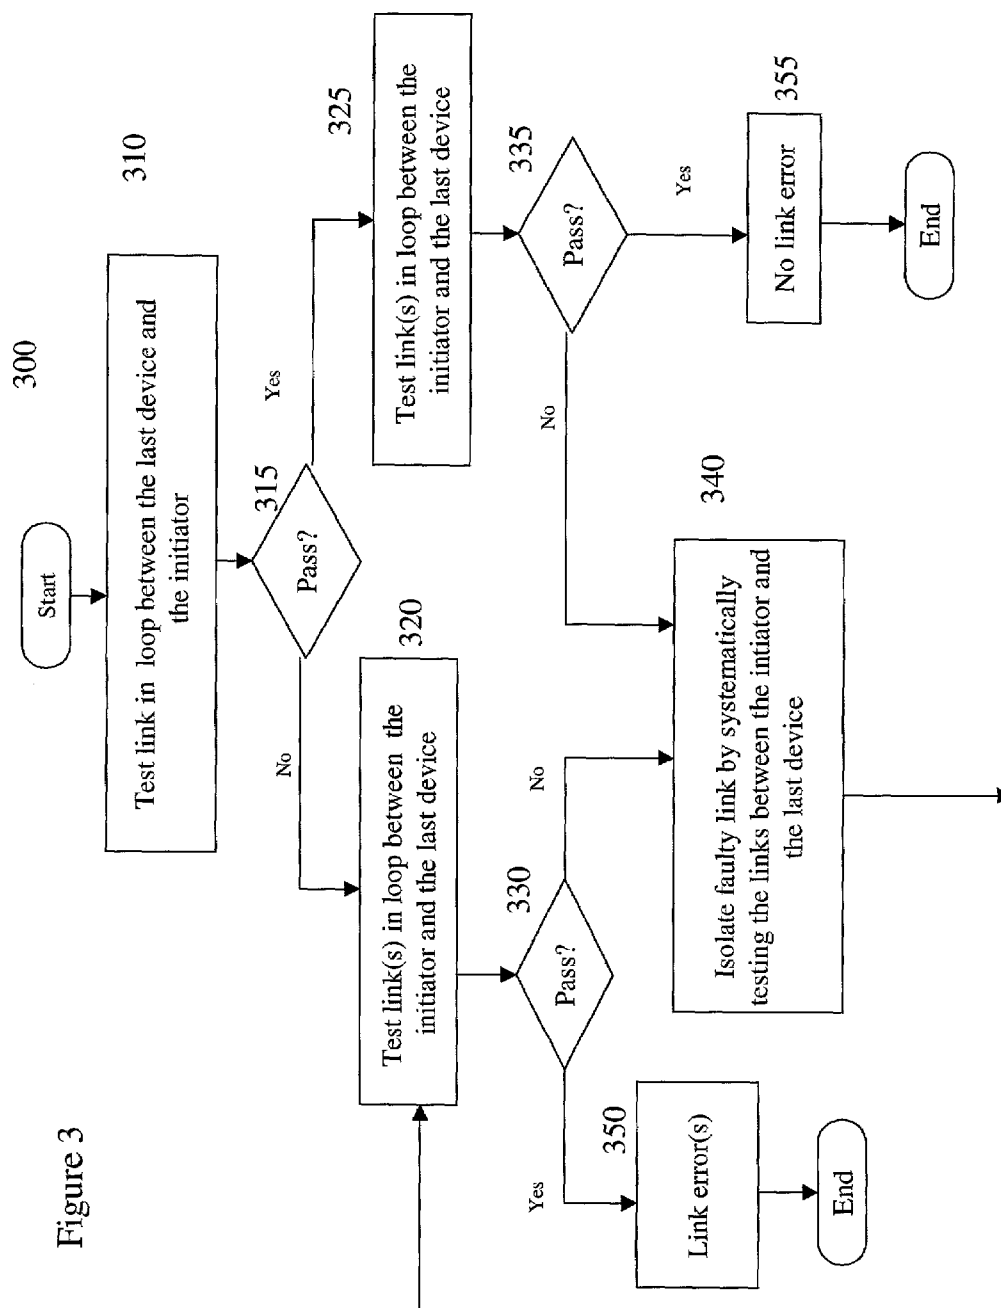 Figure 3
300
Start
310
Test link in loop between the last device and
the initiator
315
Pass?
No
Yes
320
Test link(s) in loop between the
initiator and the last device
325
Test link(s) in loop between the
initiator and the last device
330
Pass?
Yes
No
335
Pass?
No
Yes
340
Isolate faulty link by systematically
testing the links between the intiator and
the last device
350
Link error(s)
End
355
No link error
End